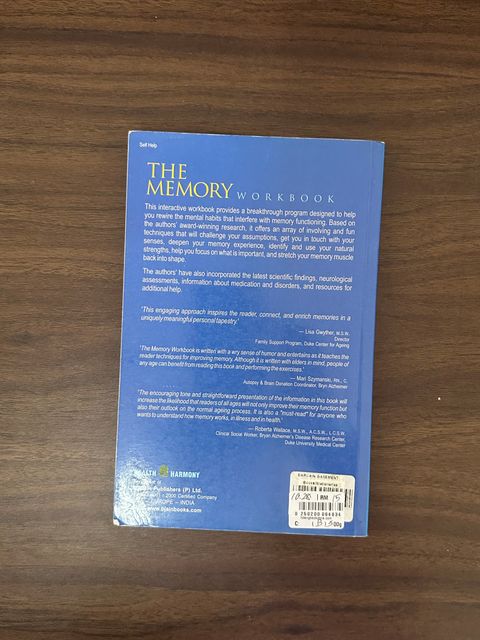 Self Help
THE
MEMORY WORKBOOK
This interactive workbook provides a breakthrough program designed to help
you rewire the mental habits that interfere with memory functioning. Based on
the authors' award-winning research, it offers an array of involving and fun
techniques that will challenge your assumptions, get you in touch with your
senses, deepen your memory experience, identify and use your natural
strengths, help you focus on what is important, and stretch your memory muscle
back into shape.
The authors' have also incorporated the latest scientific findings, neurological
assessments, information about medication and disorders, and resources for
additional help.
'This engaging approach inspires the reader, connect, and enrich memories in a
uniquely meaningful personal tapestry.'
— Lisa Gwyther, M.S.W.
Director
Family Support Program, Duke Center for Ageing
'The Memory Workbook is written with a wry sense of humor and entertains as it teaches the
reader techniques for improving memory. Although it is written with elders in mind, people of
any age can benefit from reading this book and performing the exercises.'
— Mari Szymanski, RN., C.
Autopsy & Brain Donation Coordinator, Bryn Alzheimer
"The encouraging tone and straightforward presentation of the information in this book will
increase the likelihood that readers of all ages will not only improve their memory function but
also their outlook on the normal ageing process. It is also a "must-read" for anyone who
wants to understand how memory works, in illness and in health.
— Roberta Wallace, M.S.W., A.C.S.W., L.C.S.W.
Clinical Social Worker, Bryan Alzheimer's Disease Research Center,
Duke University Medical Center
HEALTH HARMONY
Publishers (P) Ltd.
2000 Certified Company
EUROPE – INDIA
www.bjainbooks.com
BARGAIN BASEMENT
RM 15